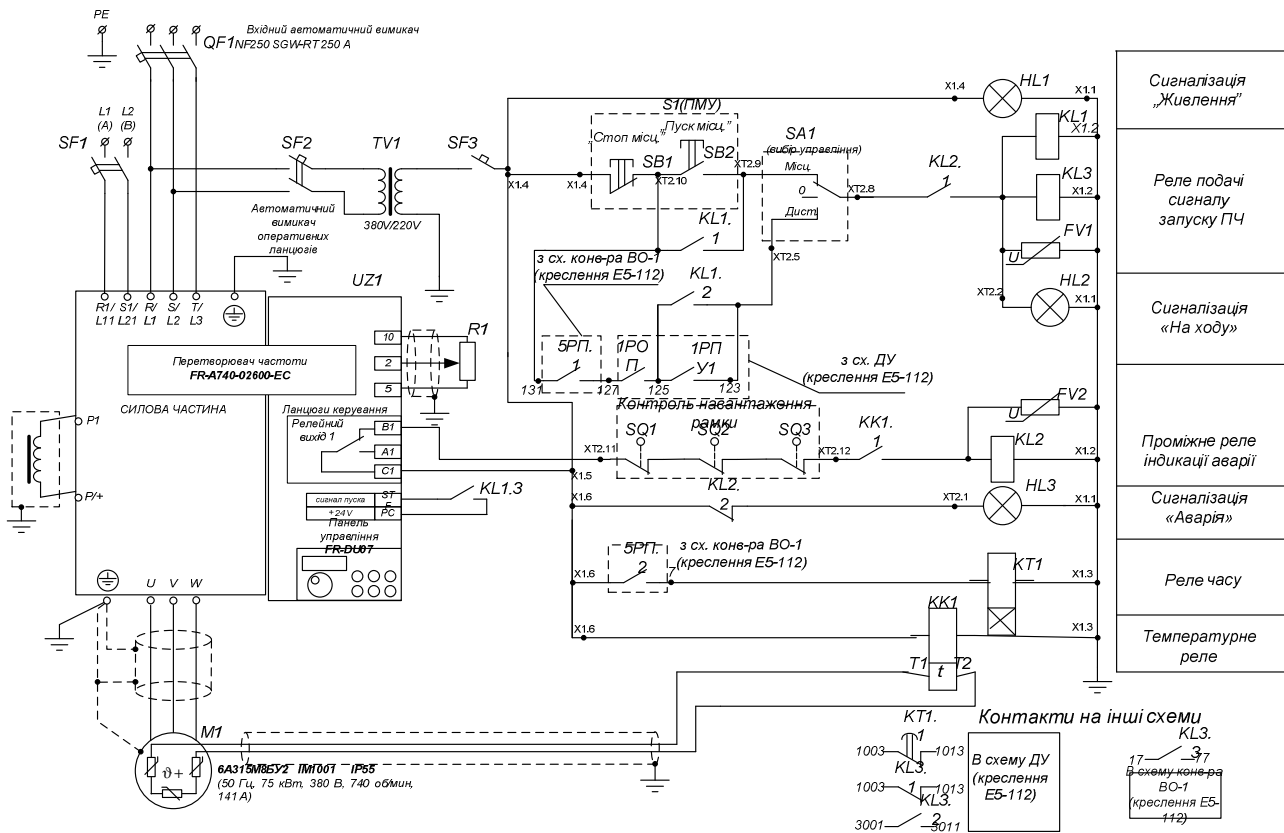 PE
Вхідний автоматичний вимикач
QF1 NF250 SGW-RT 250 A
L1 L2
(A) (B)
SF1
SF2
TV1
SF3
380V/220V
Автоматичний
вимикач
оперативних
ланцюгів
X1.4
X1.4
X1.4
HL1
X1.1
S1(ПМУ)
„Стоп місц.”
„Пуск місц.”
SB1
SB2
XT2.10
XT2.9
SA1
(вибір управління)
Місц.
0
Дист.
XT2.8
XT2.5
KL2.
1
KL1
X1.2
KL3
X1.2
FV1
U
XT2.2
HL2
X1.1
KL1.
1
KL1.
2
з сх. конв-ра ВО-1
(креслення Е5-112)
5РП.
1
1РО
П
1РП
У1
131
127
125
123
з сх. ДУ
(креслення Е5-112)
UZ1
R1/
L11
S1/
L21
R/
L1
S/
L2
T/
L3
Перетворювач частоти
FR-A740-02600-EC
СИЛОВА ЧАСТИНА
10
2
5
R1
Ланцюги керування
Релейний
вихід 1
B1
A1
C1
сигнал пуска
ST
F
+24V
PC
KL1.3
Панель
управління
FR-DU07
P1
P/+
U V W
Контроль навантаження
рамки
XT2.11
SQ1
SQ2
SQ3
XT2.12
KK1.
1
FV2
U
KL2
X1.2
X1.5
X1.6
KL2.
2
XT2.1
HL3
X1.1
5РП.
2
7
з сх. конв-ра ВО-1
(креслення Е5-112)
X1.6
KT1
X1.3
X1.6
KK1
X1.3
T1
t
T2
M1
ϑ+
6А315М8БУ2 IM1001 IP55
(50 Гц, 75 кВт, 380 В, 740 об/мин,
141 А)
Сигналізація
„Живлення”
Реле подачі
сигналу
запуску ПЧ
Сигналізація
«На ходу»
Проміжне реле
індикації аварії
Сигналізація
«Аварія»
Реле часу
Температурне
реле
Контакти на інші схеми
KT1.
1
1003
1013
KL3.
1
1003
1013
KL3.
2
3001
3011
В схему ДУ
(креслення
Е5-112)
KL3.
3
17
77
В схему конв-ра
ВО-1
(креслення Е5-
112)